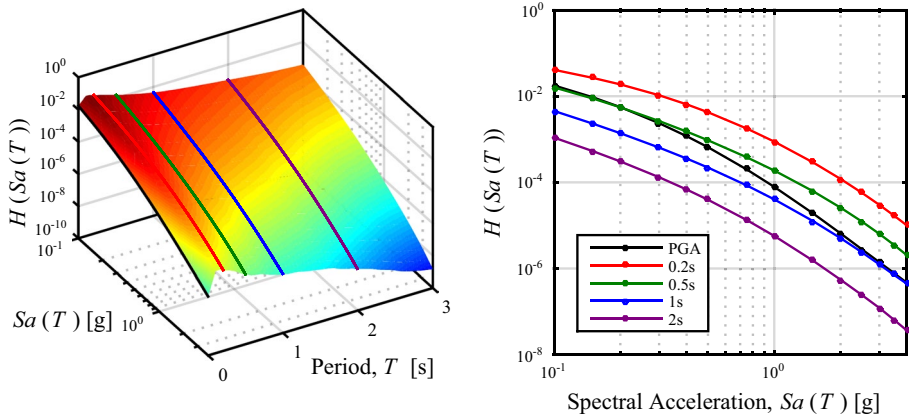 10^0
10^-2
10^-4
10^-6
10^-8
10^-10
10^-1
H (Sa (T ))
Sa (T ) [g]
10^0
0
1
2
3
Period, T [s]
10^0
10^-2
10^-4
10^-6
10^-8
H (Sa (T ))
PGA
0.2s
0.5s
1s
2s
10^-1
10^0
Spectral Acceleration, Sa (T ) [g]